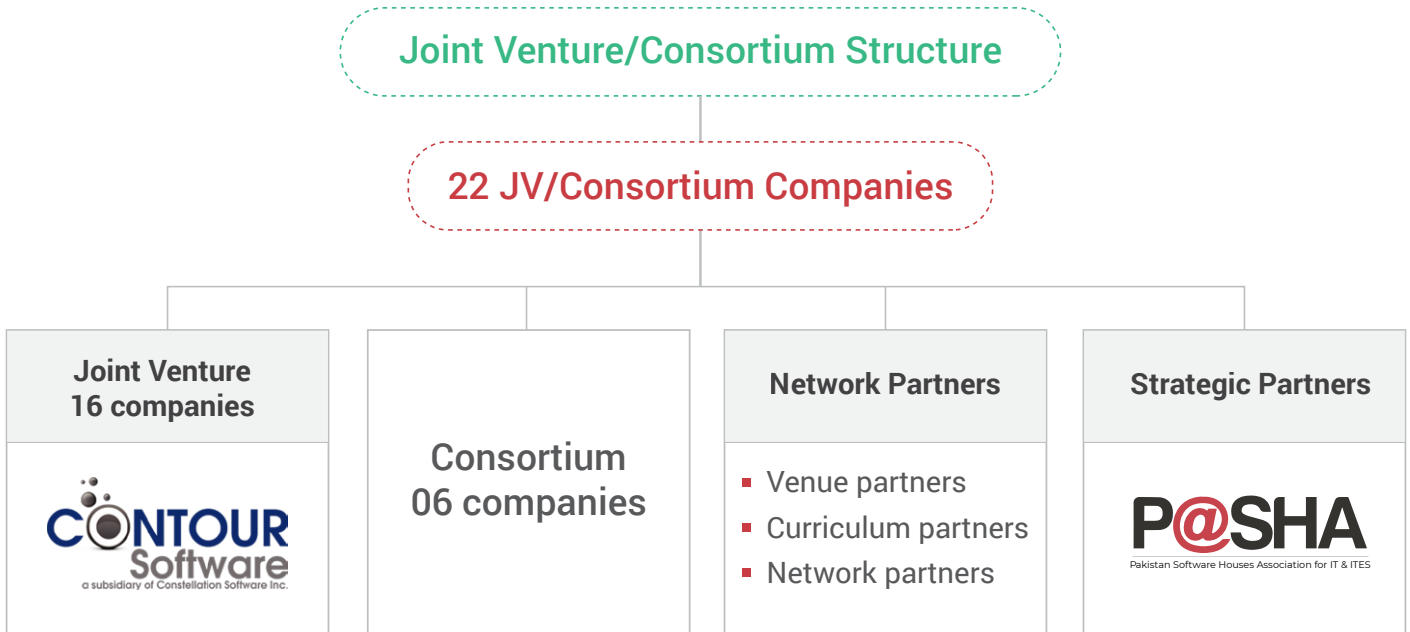 Joint Venture/Consortium Structure
22 JV/Consortium Companies
Joint Venture
16 companies
CONTOUR
Software
a subsidiary of Constellation Software Inc.
Consortium
06 companies
Network Partners
Venue partners
Curriculum partners
Network partners
Strategic Partners
P@SHA
Pakistan Software Houses Association for IT & ITES